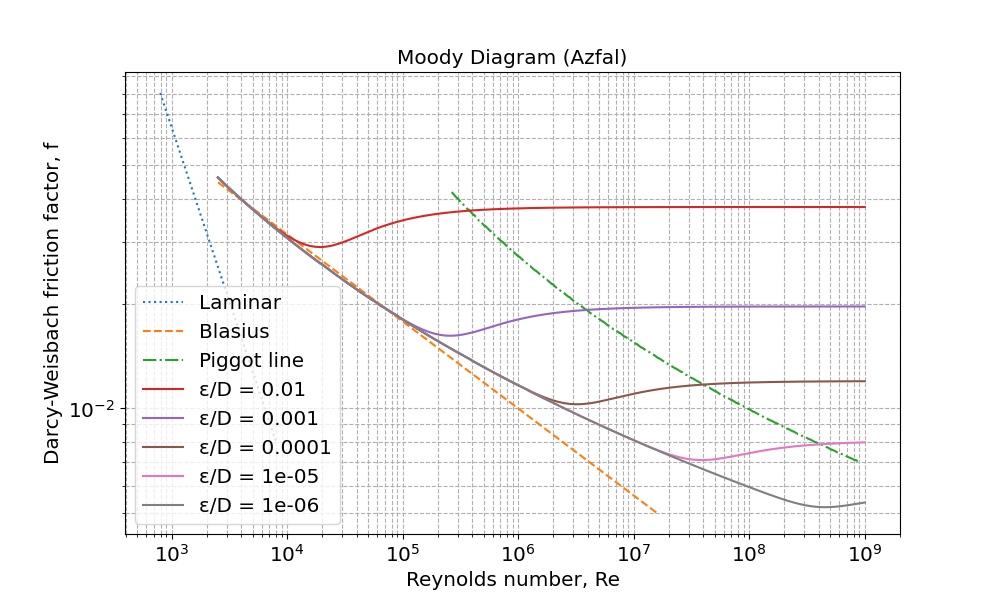 Moody Diagram (Azfal)
Darcy-Weisbach friction factor, f
10⁻²
Laminar
Blasius
Piggot line
ε/D = 0.01
ε/D = 0.001
ε/D = 0.0001
ε/D = 1e-05
ε/D = 1e-06
10³ 10⁴ 10⁵ 10⁶ 10⁷ 10⁸ 10⁹
Reynolds number, Re